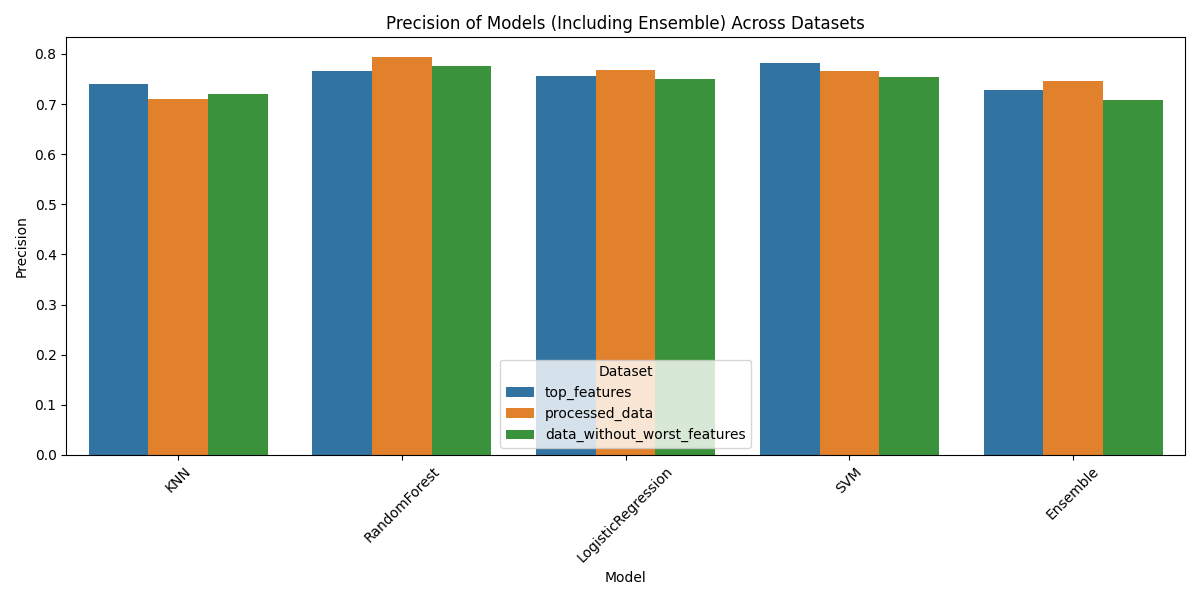 Precision of Models (Including Ensemble) Across Datasets
Precision
0.8
0.7
0.6
0.5
0.4
0.3
0.2
0.1
0.0
Dataset
top_features
processed_data
data_without_worst_features
KNN
RandomForest
LogisticRegression
SVM
Ensemble
Model